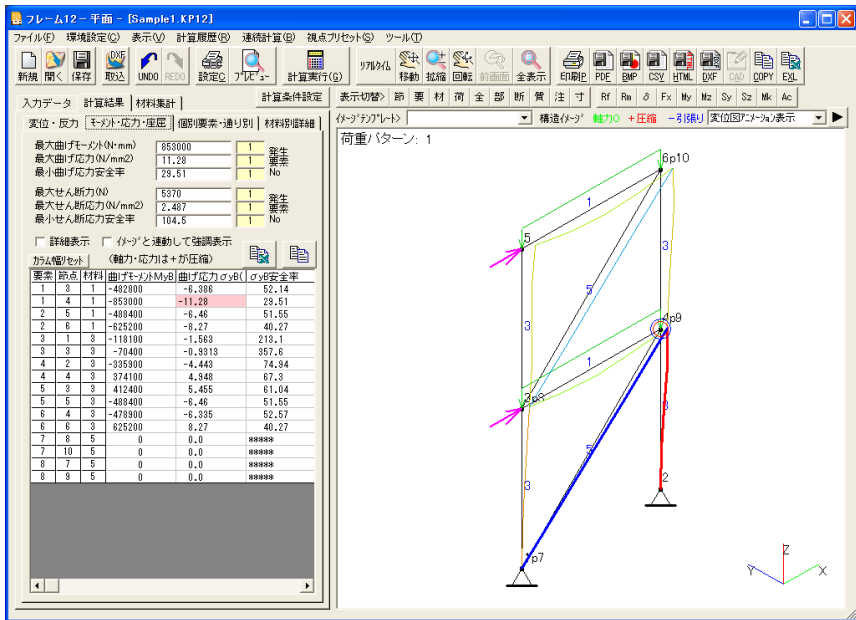 フレーム12－平面 - [Sample1.KP12]
ファイル(F) 環境設定(C) 表示(V) 計算履歴(R) 連続計算(B) 視点プリセット(S) ツール(T)
新規 開く 保存 DXF 取込 UNDO REDO 設定C プレビュー 計算実行(G) リアルタイム 移動 拡縮 回転 前画面 全表示 印刷P PDF BMP CSV HTML DXF CAD COPY EXL
入力データ 計算結果 材料集計 計算条件設定 表示切替> 節 要 材 荷 全 部 断 質 注 寸 Rf Rm δ Fx My Mz Sy Sz Mk Ac
変位・反力 モーメント・応力・座屈 個別要素・通り別 材料別詳細 イメージテンプレート> 構造イメージ 軸力0 +圧縮 -引張り 変位図アニメーション表示
荷重パターン: 1
最大曲げモーメント(N・mm) 853000 1 発生要素No
最大曲げ応力(N/mm2) 11.28 1
最小曲げ応力安全率 29.51 1
最大せん断力(N) 5370 1 発生要素No
最大せん断応力(N/mm2) 2.487 1
最小せん断応力安全率 104.5 1
詳細表示 イメージと連動して強調表示
カラム幅リセット (軸力・応力は+が圧縮)
要素 節点 材料 曲げモーメントMyB 曲げ応力σyB( σyB安全率
1 3 1 -482800 -6.386 52.14
1 4 1 -853000 -11.28 29.51
2 5 1 -488400 -6.46 51.55
2 6 1 -625200 -8.27 40.27
3 1 3 -118100 -1.563 213.1
3 3 3 -70400 -0.9313 357.6
4 2 3 -335900 -4.443 74.94
4 4 3 374100 4.948 67.3
5 3 3 412400 5.455 61.04
5 5 3 -488400 -6.46 51.55
6 4 3 -478900 -6.335 52.57
6 6 3 625200 8.27 40.27
7 8 5 0 0.0 *****
7 10 5 0 0.0 *****
8 7 5 0 0.0 *****
8 9 5 0 0.0 *****
6p10
1
5
3
5
3
4p9
1
3
5
3
2
1p7
Z
Y
X